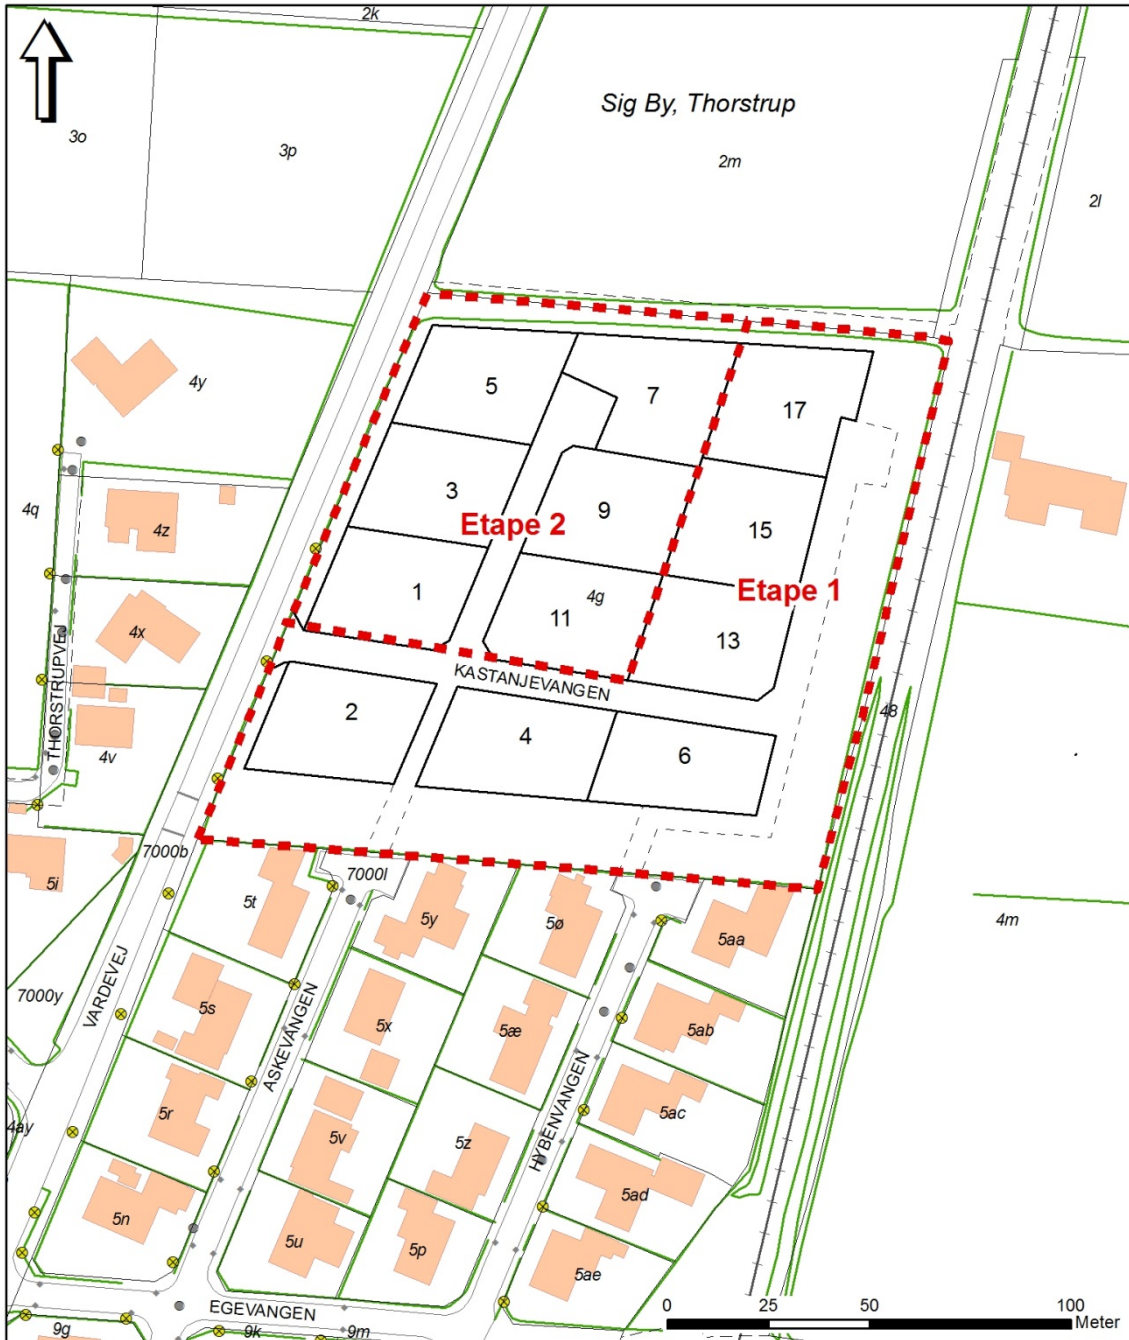 2k
Sig By, Thorstrup
3o
3p
2m
2l
4y
5
7
17
4q
4z
3
9
Etape 2
15
4x
1
11
4g
Etape 1
13
THORSTRUPVEJ
KASTANJEVANGEN
4v
2
4
6
48
7000b
5i
7000l
5t
5y
5ø
5aa
4m
VARDEVEJ
7000y
5s
ASKEVANGEN
5x
5æ
5ab
HYBENVANGEN
4ay
5r
5v
5z
5ac
5n
5u
5p
5ad
5ae
EGEVANGEN
9g
9k
9m
0 25 50 100
Meter